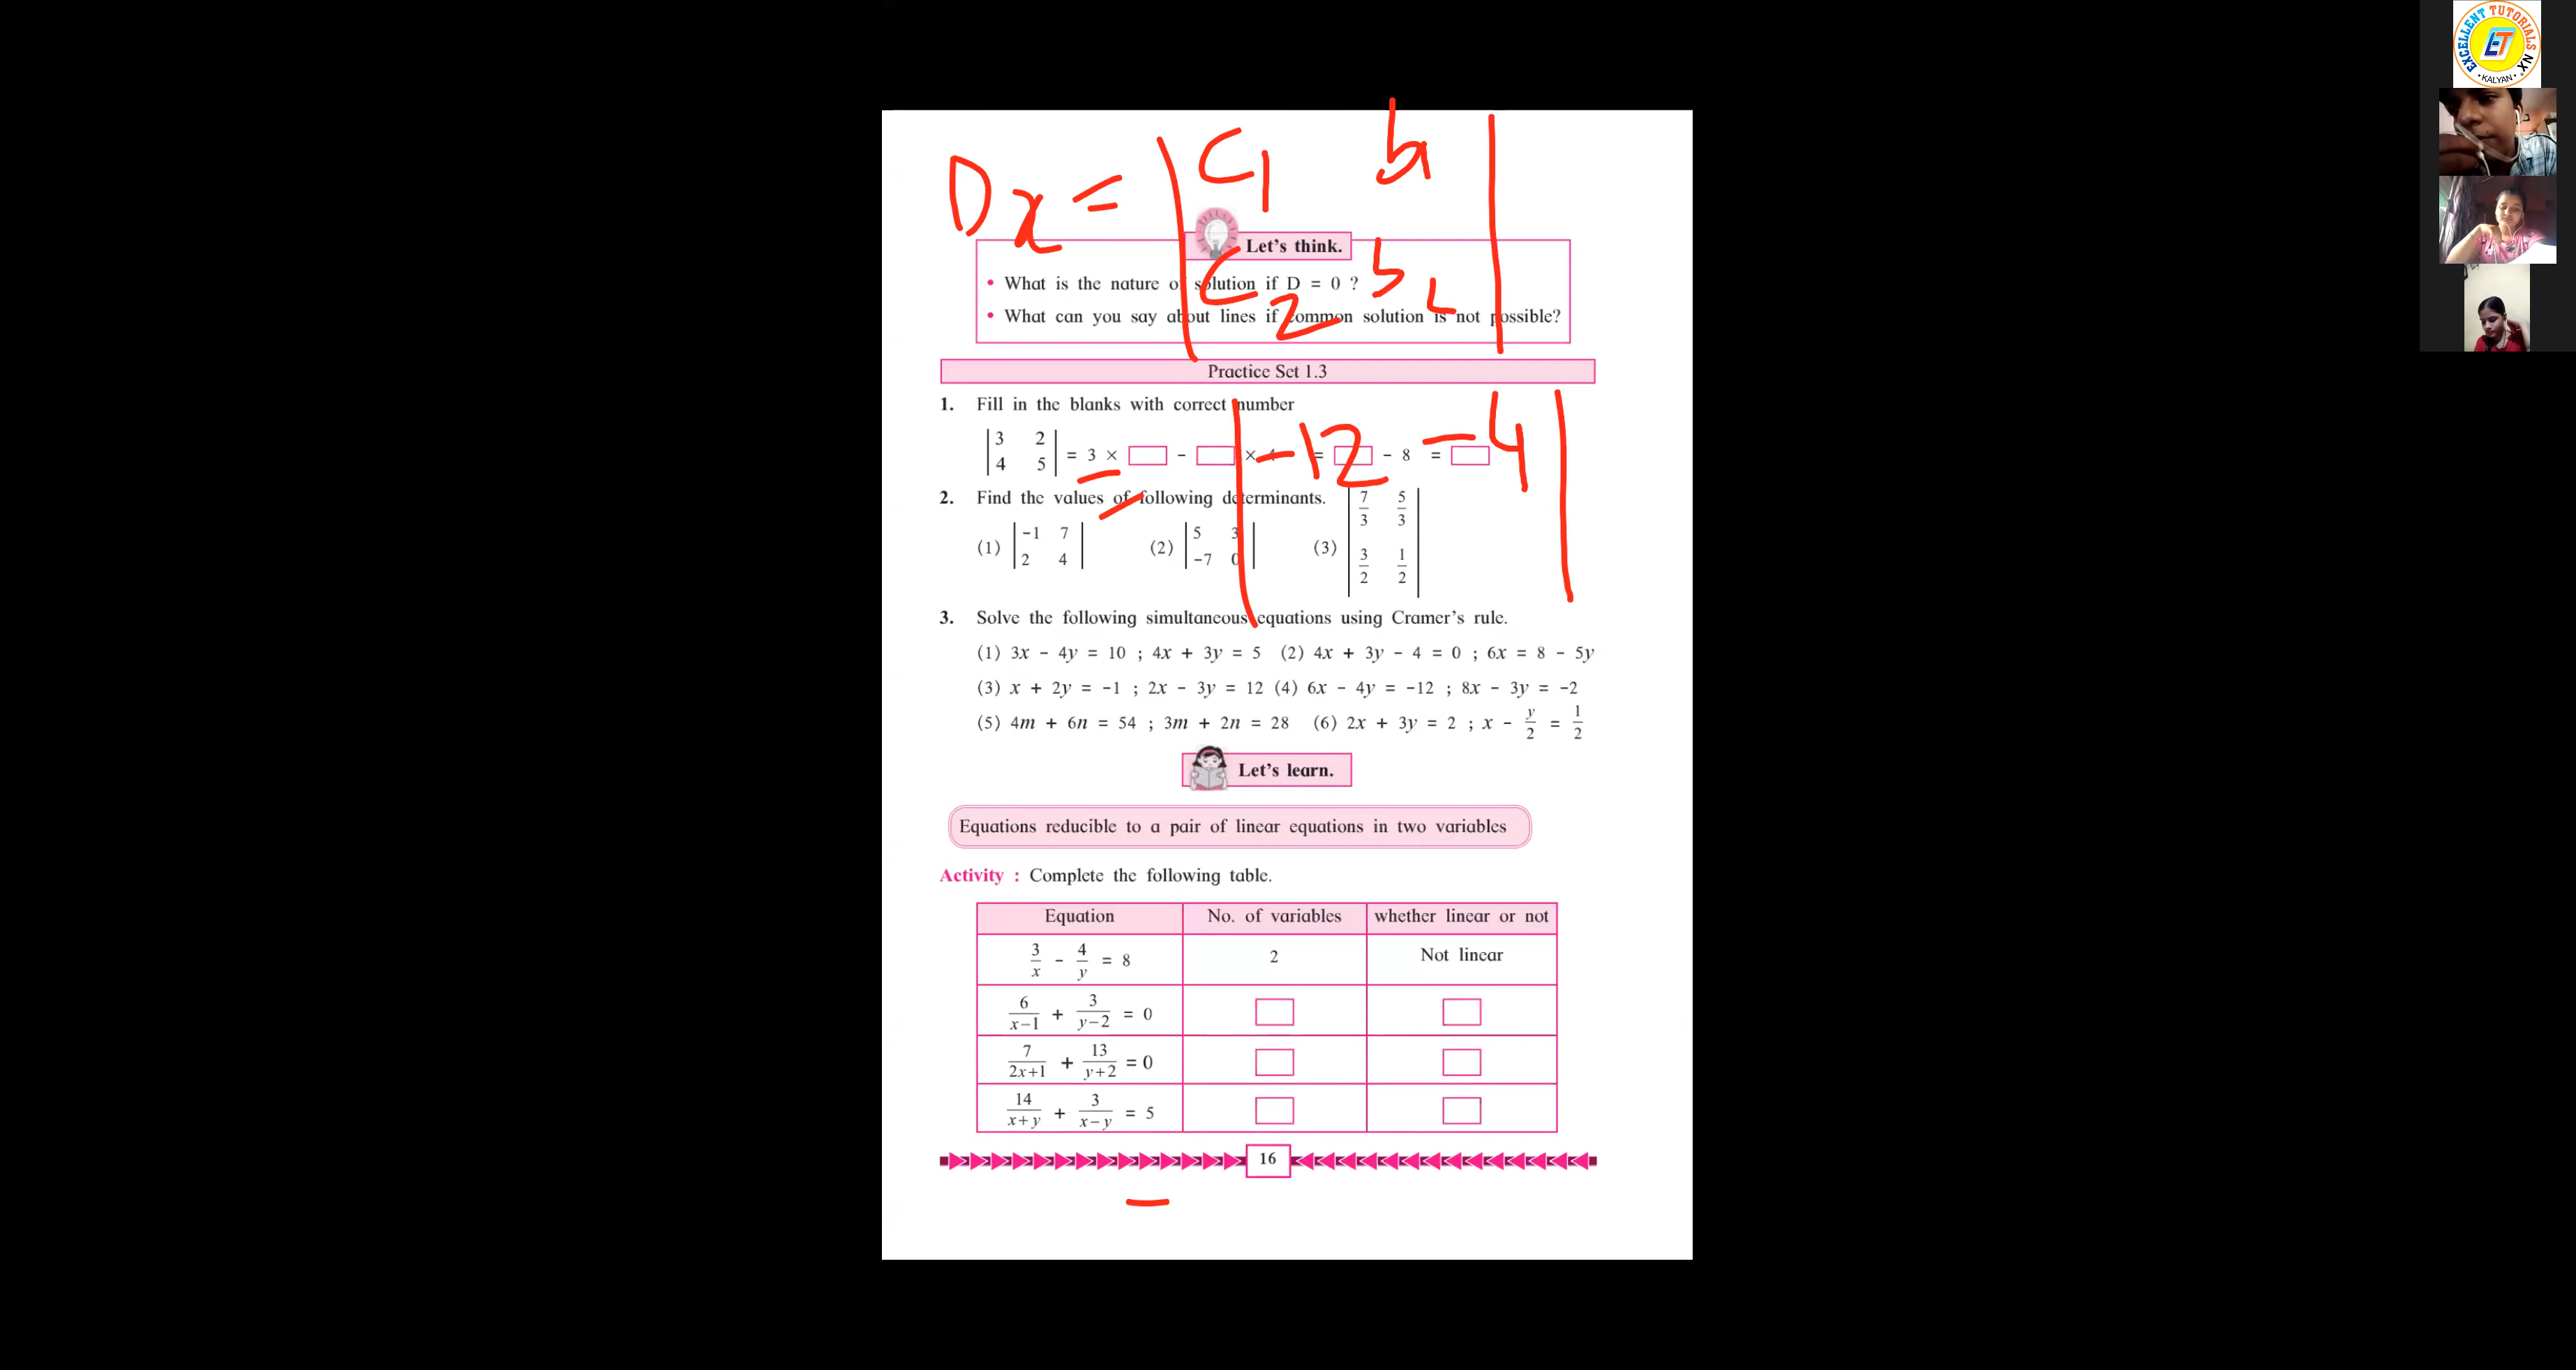 EXCELLENT TUTORIALS NX.
ET
• KALYAN •
Dx = | C1 b1 |
| C2 b2 |
Let's think.
• What is the nature of solution if D = 0 ?
• What can you say about lines if common solution is not possible?
Practice Set 1.3
1. Fill in the blanks with correct number
| 3 2 |
| 4 5 | = 3 × □ - □ × 4 = □ - 8 = □
= | -12 -4 |
2. Find the values of following determinants.
(1) | -1 7 | (2) | 5 3 | (3) | 7/3 5/3 |
| 2 4 | | -7 0 | | 3/2 1/2 |
3. Solve the following simultaneous equations using Cramer's rule.
(1) 3x - 4y = 10 ; 4x + 3y = 5 (2) 4x + 3y - 4 = 0 ; 6x = 8 - 5y
(3) x + 2y = -1 ; 2x - 3y = 12 (4) 6x - 4y = -12 ; 8x - 3y = -2
(5) 4m + 6n = 54 ; 3m + 2n = 28 (6) 2x + 3y = 2 ; x - y/2 = 1/2
Let's learn.
Equations reducible to a pair of linear equations in two variables
Activity : Complete the following table.
Equation No. of variables whether linear or not
3/x - 4/y = 8 2 Not linear
6/x-1 + 3/y-2 = 0
7/2x+1 + 13/y+2 = 0
14/x+y + 3/x-y = 5
16